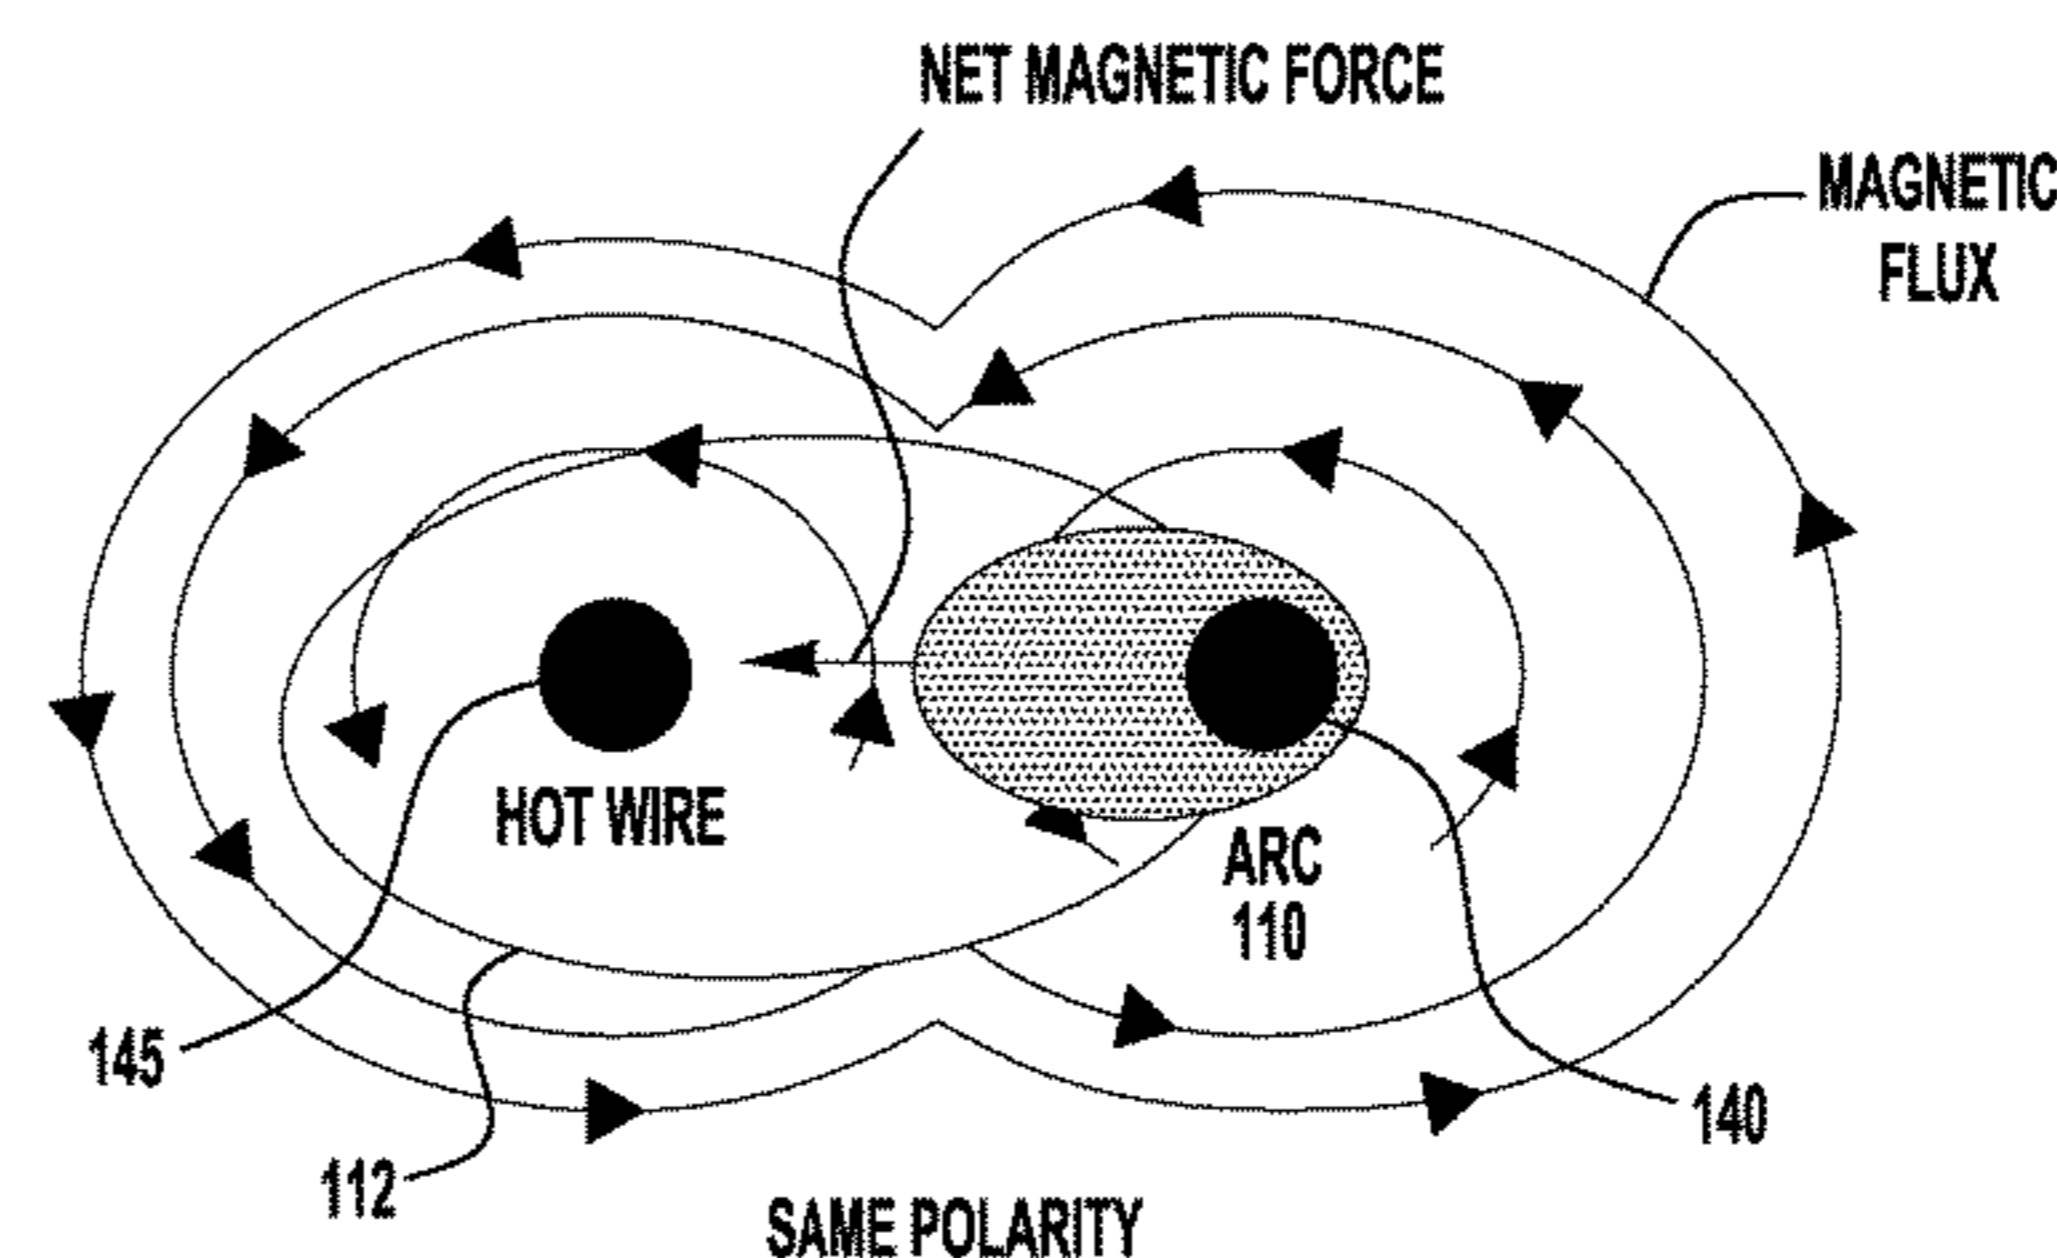 NET MAGNETIC FORCE
MAGNETIC
FLUX
HOT WIRE
ARC
110
145
140
112
SAME POLARITY